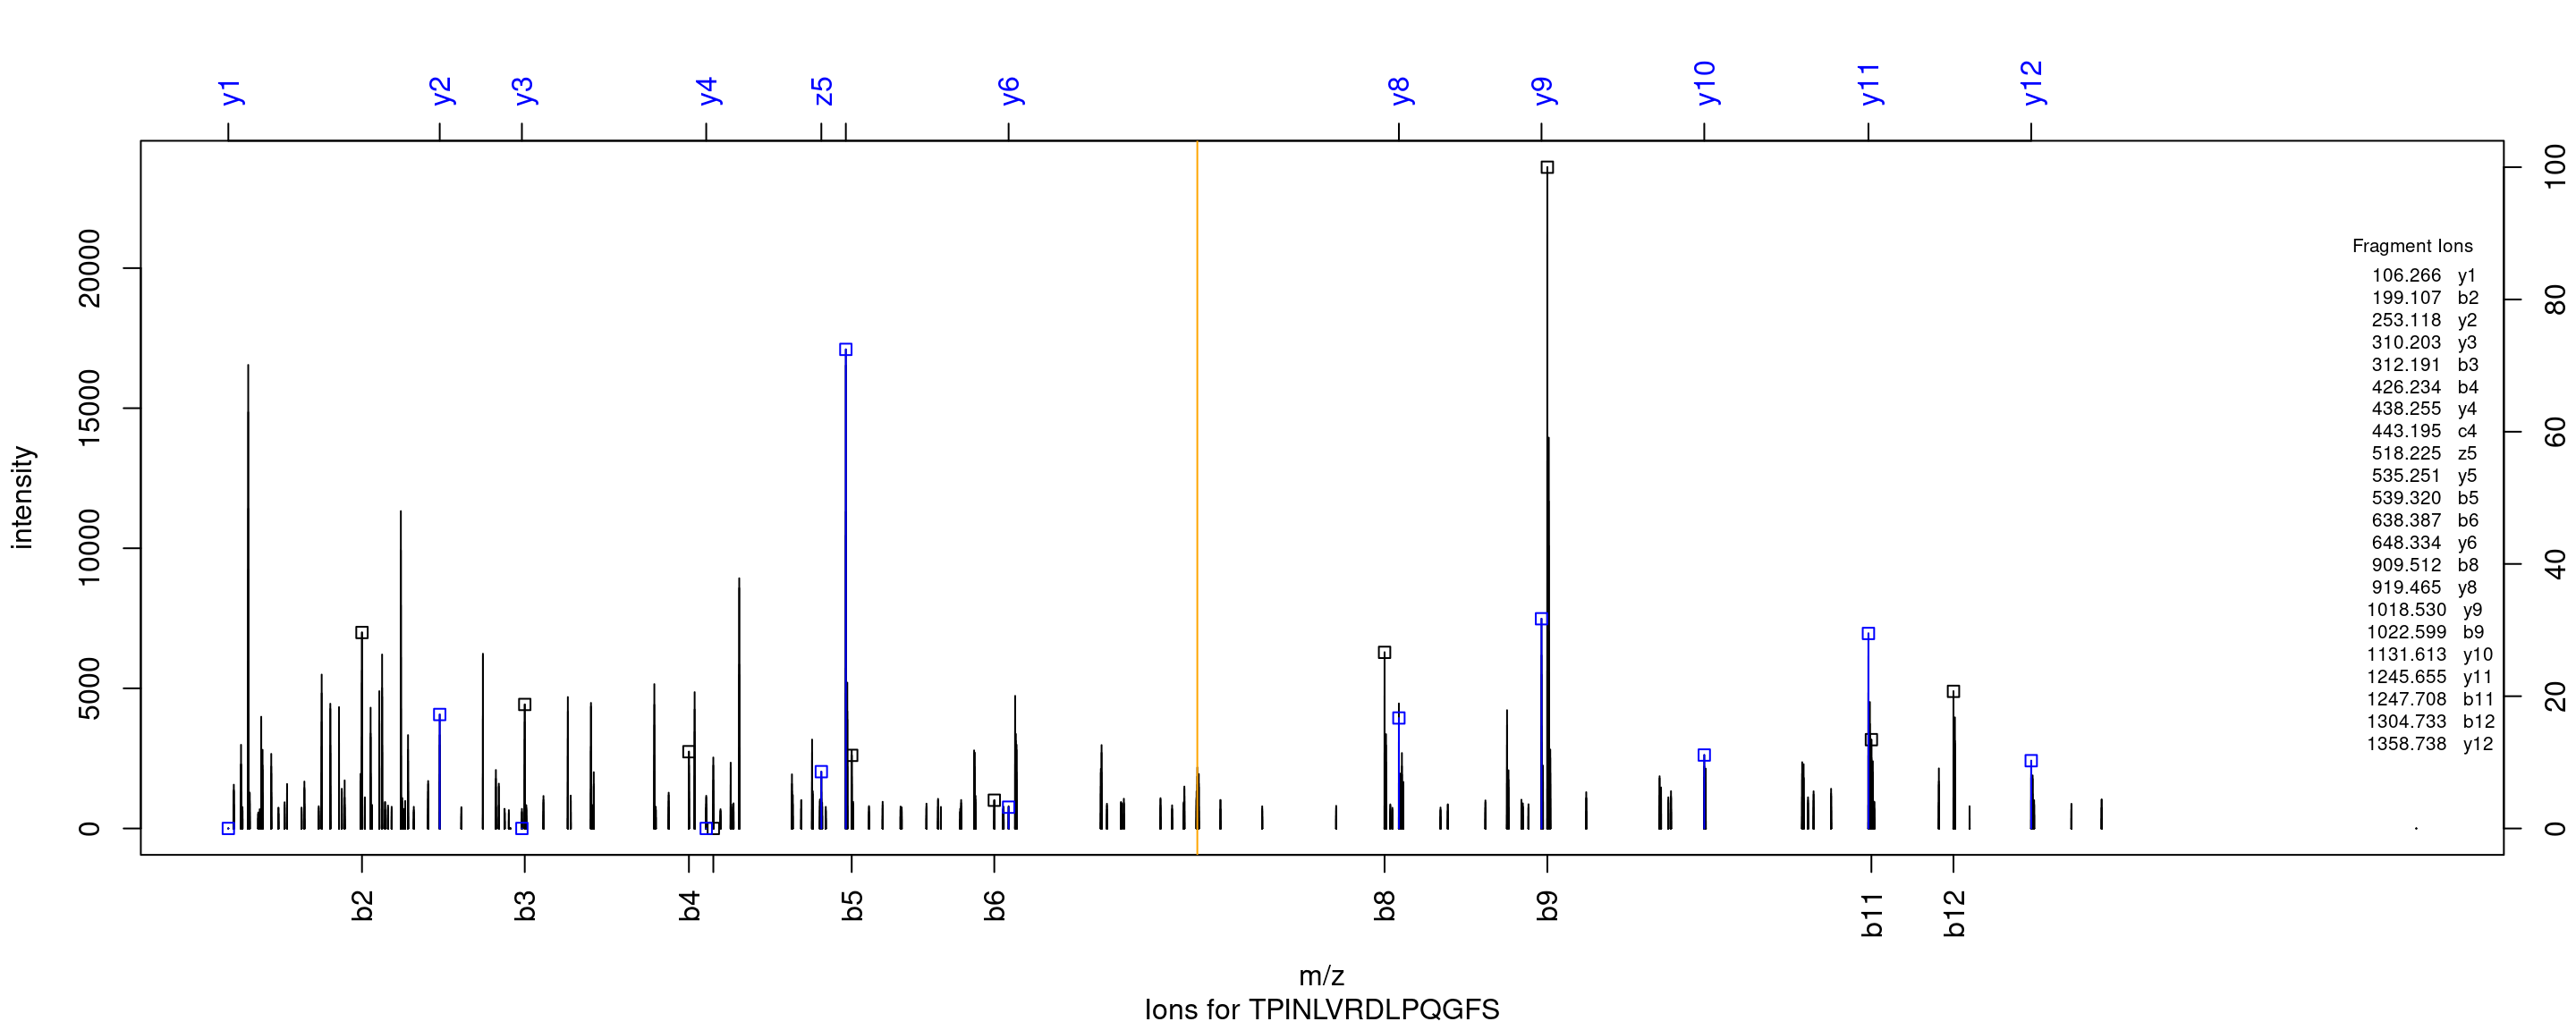 y1 y2 y3 y4 z5 y6 y8 y9 y10 y11 y12
intensity
0 5000 10000 15000 20000
0 20 40 60 80 100
Fragment Ions
106.266 y1
199.107 b2
253.118 y2
310.203 y3
312.191 b3
426.234 b4
438.255 y4
443.195 c4
518.225 z5
535.251 y5
539.320 b5
638.387 b6
648.334 y6
909.512 b8
919.465 y8
1018.530 y9
1022.599 b9
1131.613 y10
1245.655 y11
1247.708 b11
1304.733 b12
1358.738 y12
b2 b3 b4 b5 b6 b8 b9 b11 b12
m/z
Ions for TPINLVRDLPQGFS